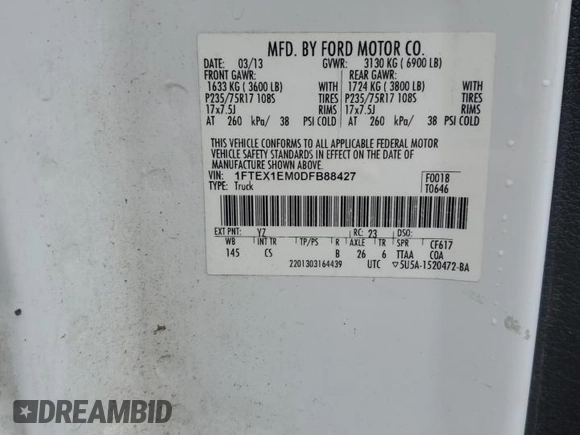 MFD. BY FORD MOTOR CO.
DATE: 03/13 GVWR: 3130 KG ( 6900 LB)
FRONT GAWR: REAR GAWR:
1633 KG ( 3600 LB) WITH 1724 KG ( 3800 LB) WITH
P235/75R17 108S TIRES P235/75R17 108S TIRES
17x7.5J RIMS 17x7.5J RIMS
AT 260 kPa/ 38 PSI COLD AT 260 kPa/ 38 PSI COLD
THIS VEHICLE CONFORMS TO ALL APPLICABLE FEDERAL MOTOR
VEHICLE SAFETY STANDARDS IN EFFECT ON THE DATE OF
MANUFACTURE SHOWN ABOVE.
VIN: 1FTEX1EM0DFB88427 F0018
TYPE: Truck T0646
EXT PNT: YZ RC: 23 DSO:
WB INT TR TP/PS R AXLE TR SPR CF617
145 CS B 26 6 TTAA COA
2201303164439 UTC ▽5U5A-1520472-BA
DREAMBID